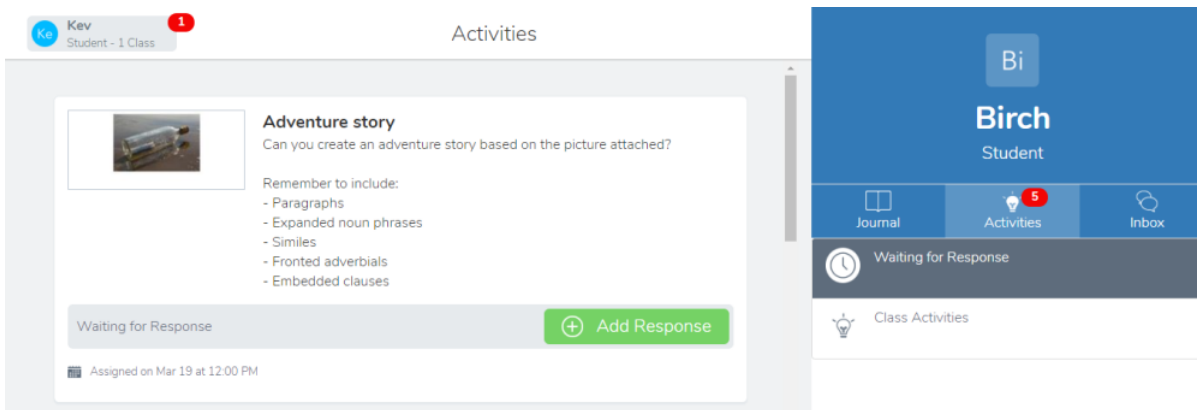 Ke
Kev
1
Student - 1 Class
Activities
Adventure story
Can you create an adventure story based on the picture attached?
Remember to include:
- Paragraphs
- Expanded noun phrases
- Similes
- Fronted adverbials
- Embedded clauses
Waiting for Response
Add Response
Assigned on Mar 19 at 12:00 PM
Bi
Birch
Student
Journal
Activities
5
Inbox
Waiting for Response
Class Activities